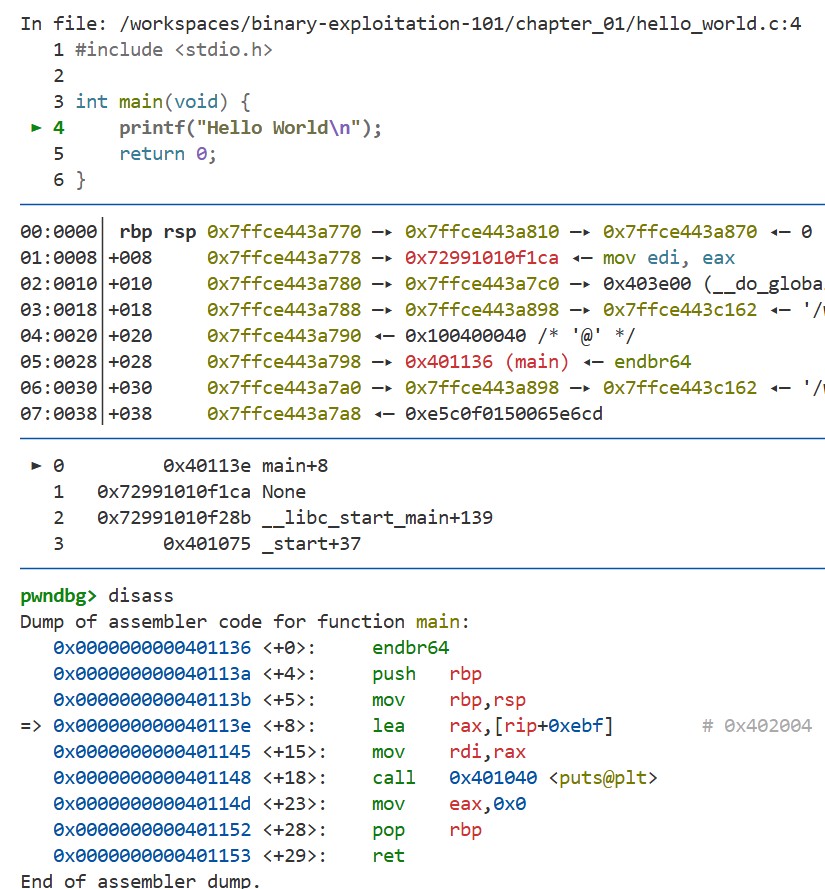 In file: /workspaces/binary-exploitation-101/chapter_01/hello_world.c:4
   1 #include <stdio.h>
   2
   3 int main(void) {
 ► 4     printf("Hello World\n");
   5     return 0;
   6 }
00:0000│ rbp rsp 0x7ffce443a770 —▸ 0x7ffce443a810 —▸ 0x7ffce443a870 ◂— 0
01:0008│+008     0x7ffce443a778 —▸ 0x72991010f1ca ◂— mov edi, eax
02:0010│+010     0x7ffce443a780 —▸ 0x7ffce443a7c0 —▸ 0x403e00 (__do_globa
03:0018│+018     0x7ffce443a788 —▸ 0x7ffce443a898 —▸ 0x7ffce443c162 ◂— '/
04:0020│+020     0x7ffce443a790 ◂— 0x100400040 /* '@' */
05:0028│+028     0x7ffce443a798 —▸ 0x401136 (main) ◂— endbr64
06:0030│+030     0x7ffce443a7a0 —▸ 0x7ffce443a898 —▸ 0x7ffce443c162 ◂— '/
07:0038│+038     0x7ffce443a7a8 ◂— 0xe5c0f0150065e6cd
 ► 0         0x40113e main+8
   1   0x72991010f1ca None
   2   0x72991010f28b __libc_start_main+139
   3         0x401075 _start+37
pwndbg> disass
Dump of assembler code for function main:
   0x0000000000401136 <+0>:     endbr64
   0x000000000040113a <+4>:     push   rbp
   0x000000000040113b <+5>:     mov    rbp,rsp
=> 0x000000000040113e <+8>:     lea    rax,[rip+0xebf]        # 0x402004
   0x0000000000401145 <+15>:    mov    rdi,rax
   0x0000000000401148 <+18>:    call   0x401040 <puts@plt>
   0x000000000040114d <+23>:    mov    eax,0x0
   0x0000000000401152 <+28>:    pop    rbp
   0x0000000000401153 <+29>:    ret
End of assembler dump.